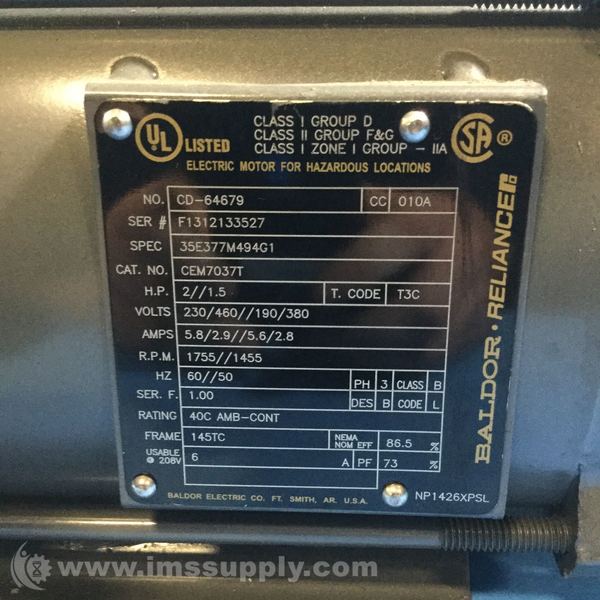 UL LISTED
CLASS I GROUP D
CLASS II GROUP F&G
CLASS I ZONE I GROUP - IIA
SA ®
ELECTRIC MOTOR FOR HAZARDOUS LOCATIONS
NO. CD-64679 CC 010A
SER # F1312133527
SPEC 35E377M494G1
CAT. NO. CEM7037T
H.P. 2//1.5 T. CODE T3C
VOLTS 230/460//190/380
AMPS 5.8/2.9//5.6/2.8
R.P.M. 1755//1455
HZ 60//50 PH 3 CLASS B
SER. F. 1.00 DES B CODE L
RATING 40C AMB-CONT
FRAME 145TC NEMA NOM EFF 86.5 %
USABLE @ 208V 6 A PF 73 %
BALDOR ELECTRIC CO. FT. SMITH, AR. U.S.A.
NP1426XPSL
BALDOR • RELIANCE
www.imssupply.com